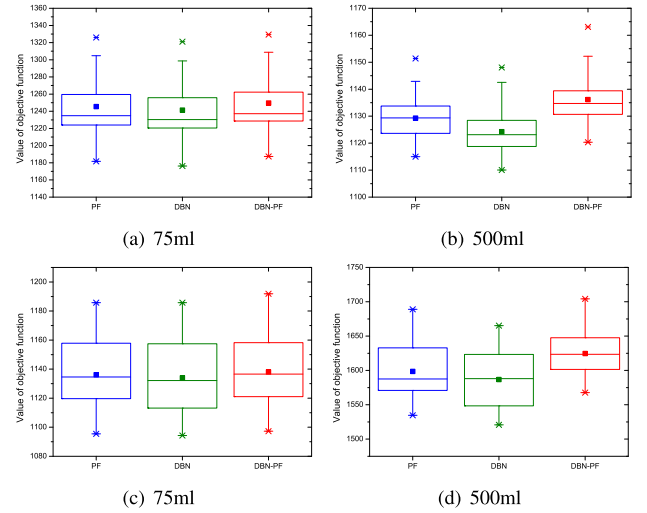 1360
1340
1320
1300
1280
1260
1240
1220
1200
1180
1160
1140
Value of objective function
PF DBN DBN-PF
(a) 75ml
1170
1160
1150
1140
1130
1120
1110
1100
Value of objective function
PF DBN DBN-PF
(b) 500ml
1200
1180
1160
1140
1120
1100
1080
Value of objective function
PF DBN DBN-PF
(c) 75ml
1750
1700
1650
1600
1550
1500
Value of objective function
PF DBN DBN-PF
(d) 500ml